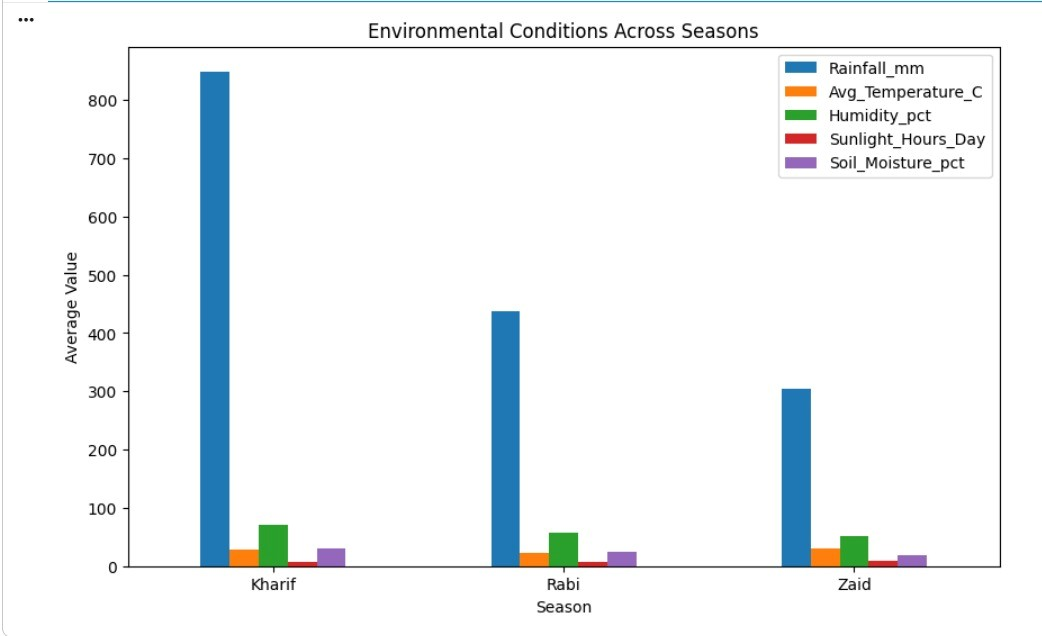 Environmental Conditions Across Seasons
Rainfall_mm
Avg_Temperature_C
Humidity_pct
Sunlight_Hours_Day
Soil_Moisture_pct
800
700
600
500
400
300
200
100
0
Average Value
Kharif Rabi Zaid
Season